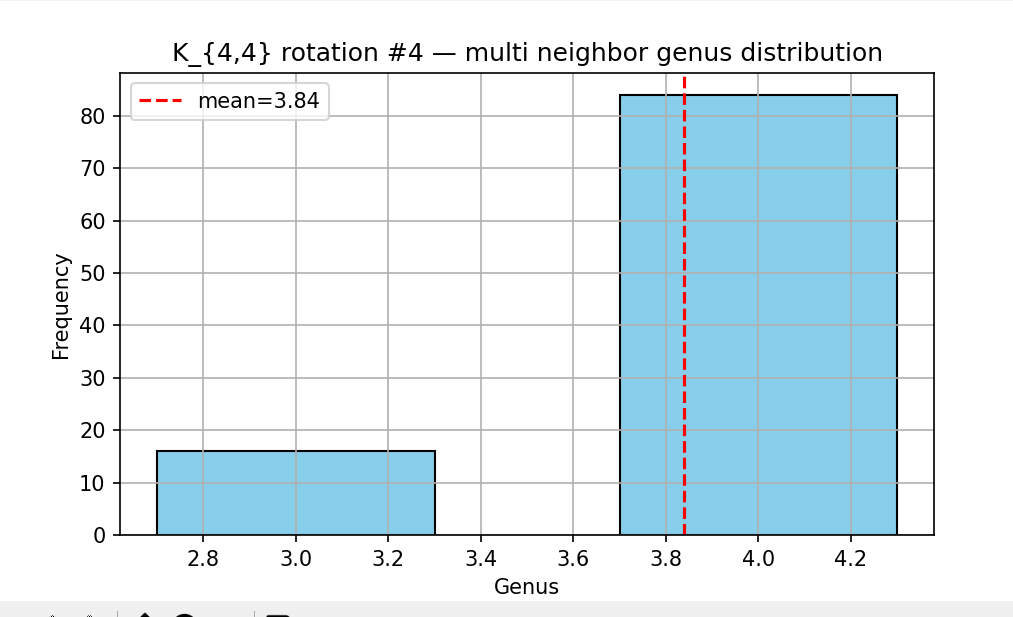 K_{4,4} rotation #4 — multi neighbor genus distribution
mean=3.84
Frequency
80
70
60
50
40
30
20
10
0
2.8 3.0 3.2 3.4 3.6 3.8 4.0 4.2
Genus